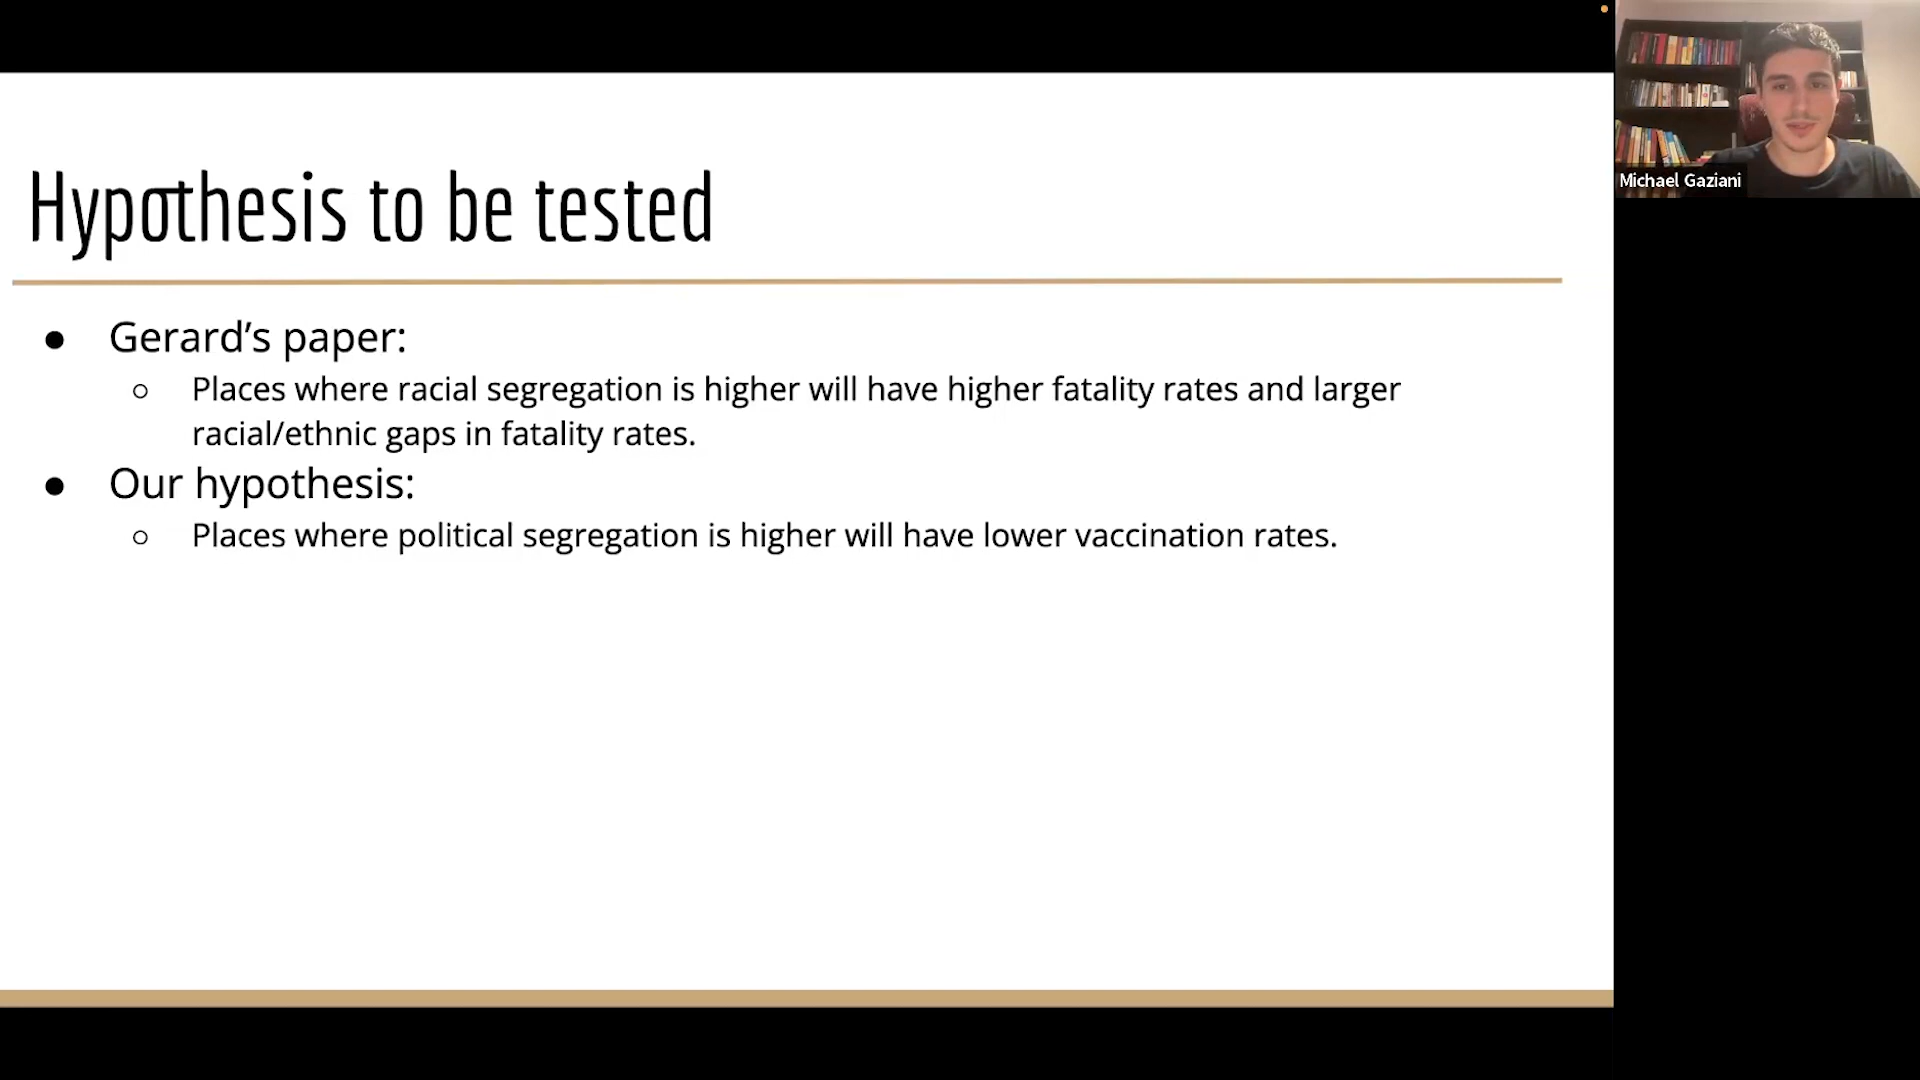 Hypothesis to be tested
● Gerard’s paper:
○ Places where racial segregation is higher will have higher fatality rates and larger
racial/ethnic gaps in fatality rates.
● Our hypothesis:
○ Places where political segregation is higher will have lower vaccination rates.
Michael Gaziani